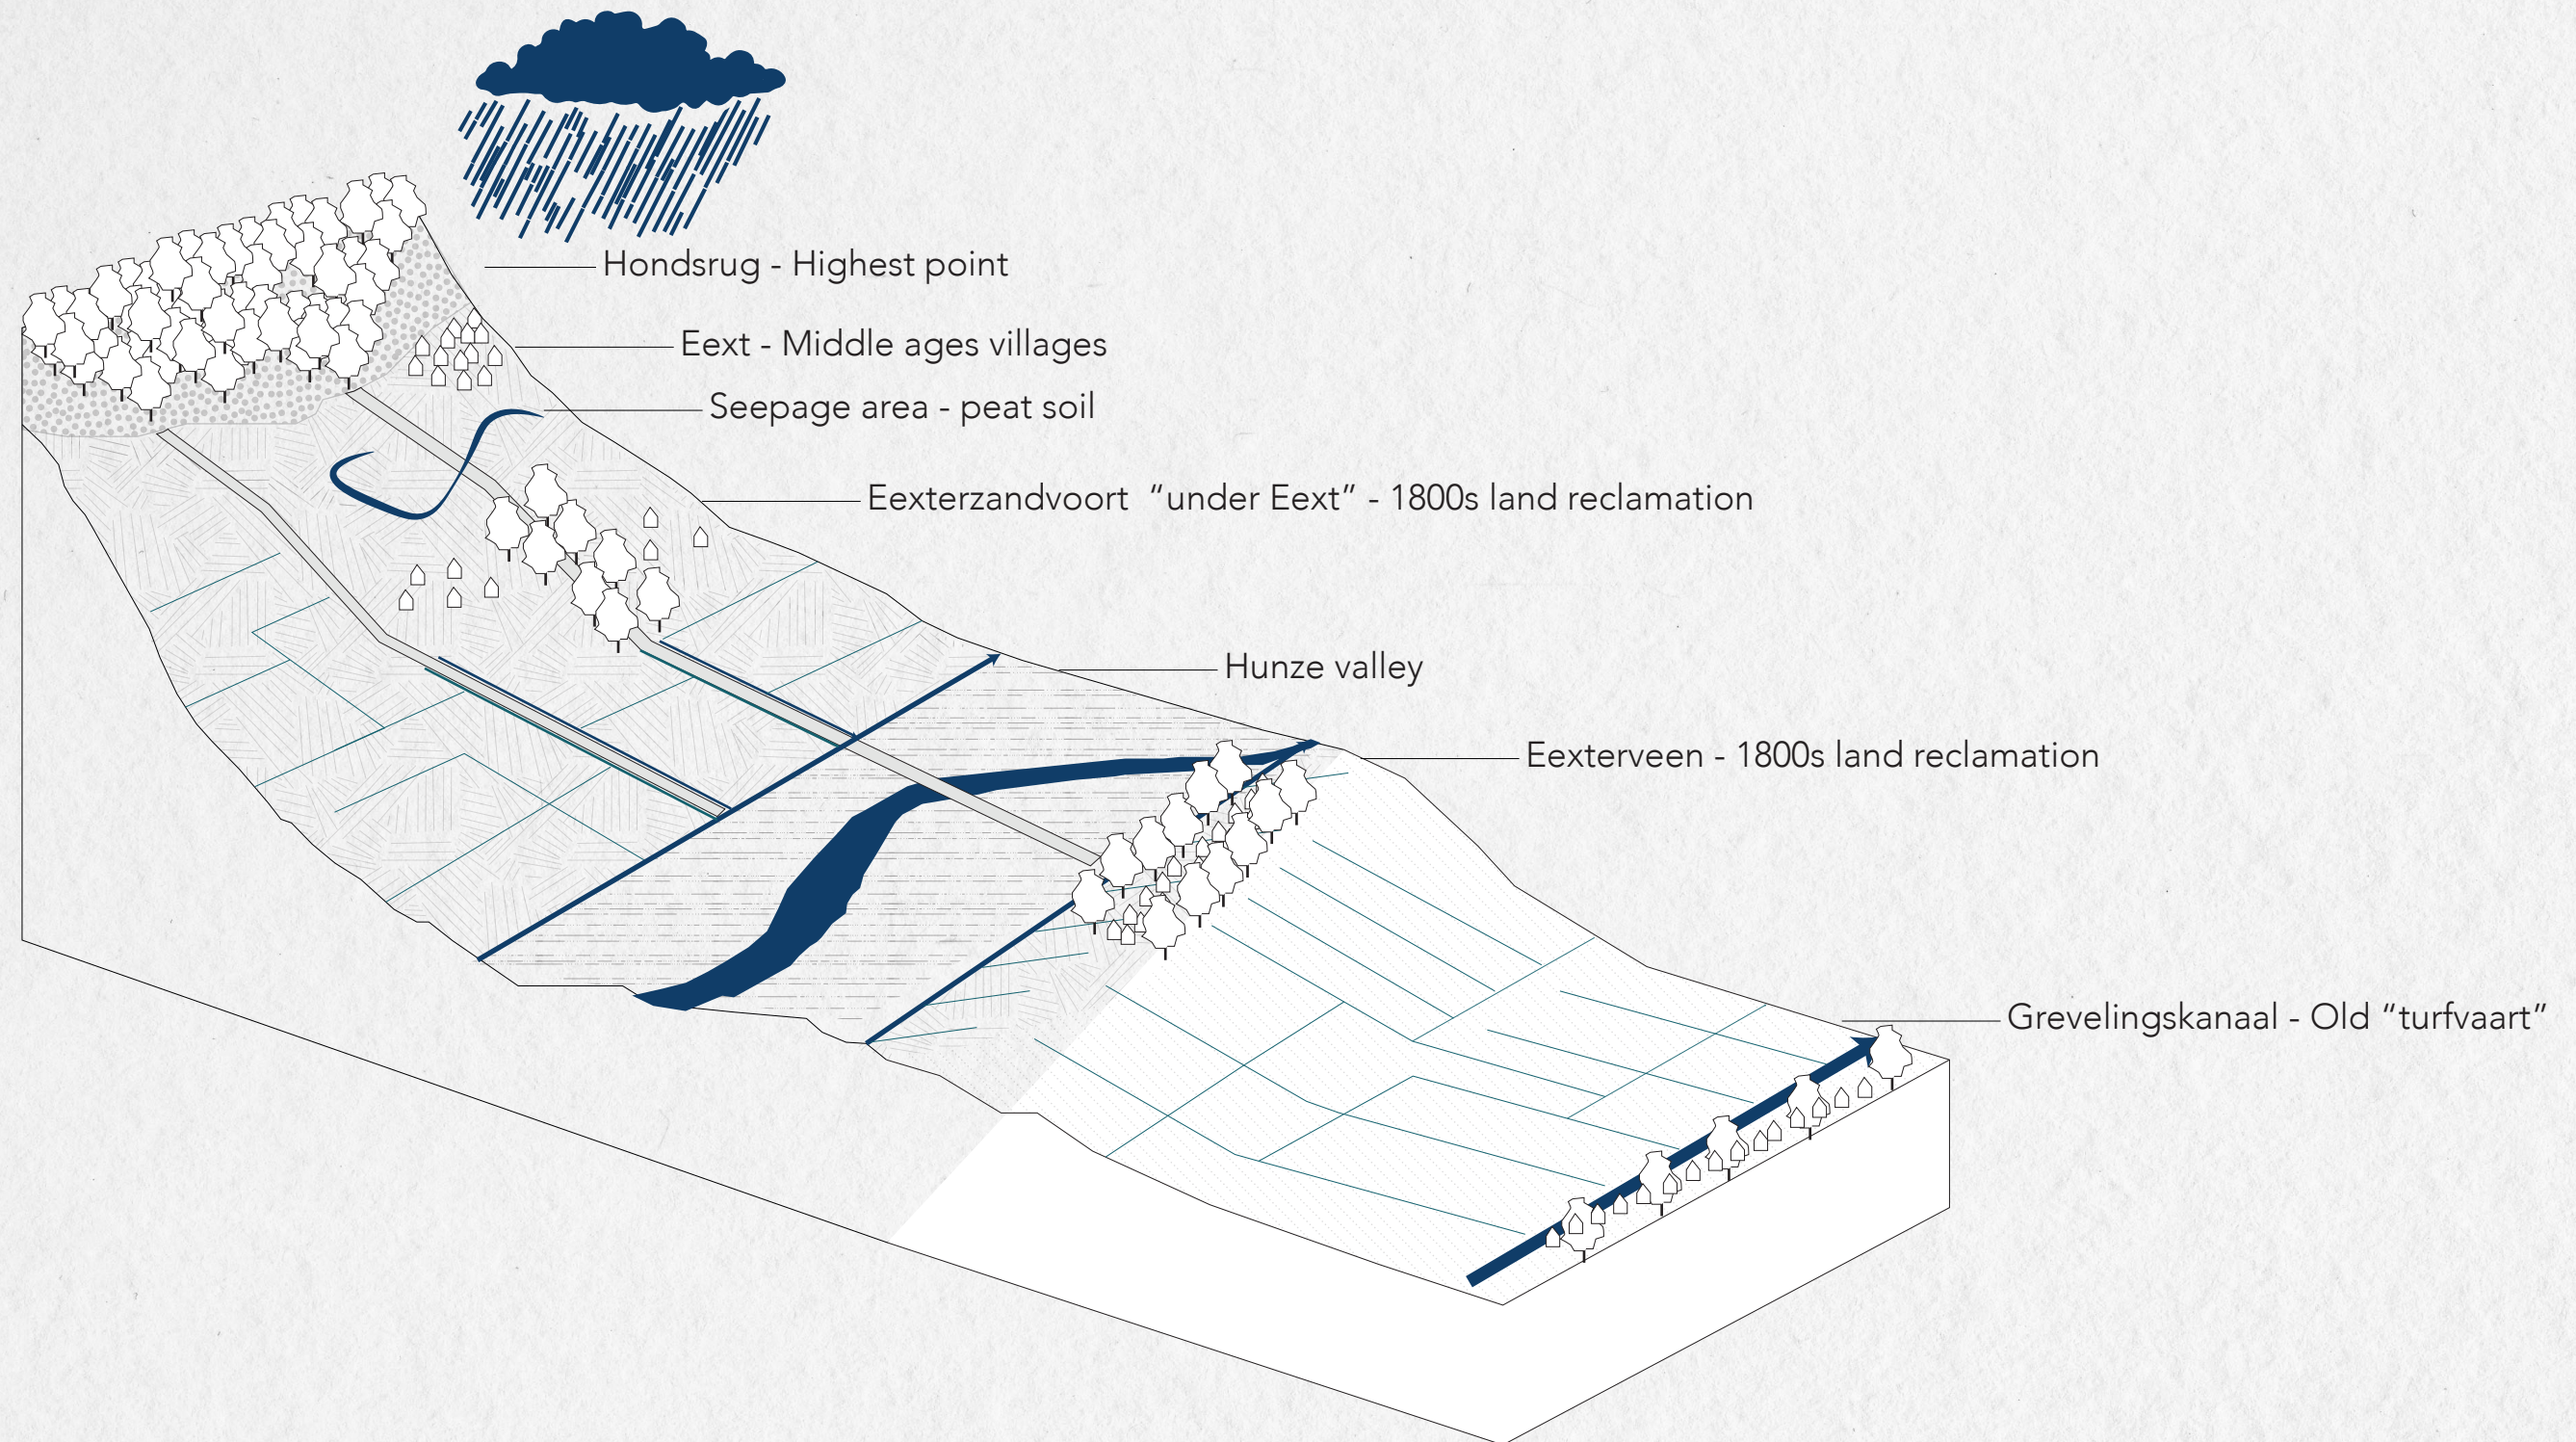 Hondsrug - Highest point
Eext - Middle ages villages
Seepage area - peat soil
Eexterzandvoort “under Eext” - 1800s land reclamation
Hunze valley
Eexterveen - 1800s land reclamation
Grevelingskanaal - Old “turfvaart”